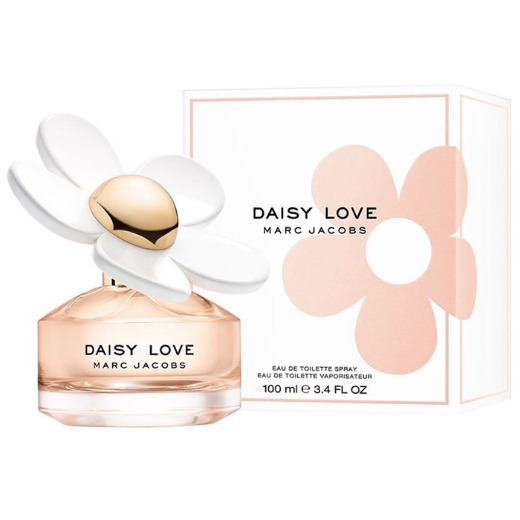 DAISY LOVE
MARC JACOBS
DAISY LOVE
MARC JACOBS
EAU DE TOILETTE SPRAY
EAU DE TOILETTE VAPORISATEUR
100 ml ℮ 3.4 FL OZ